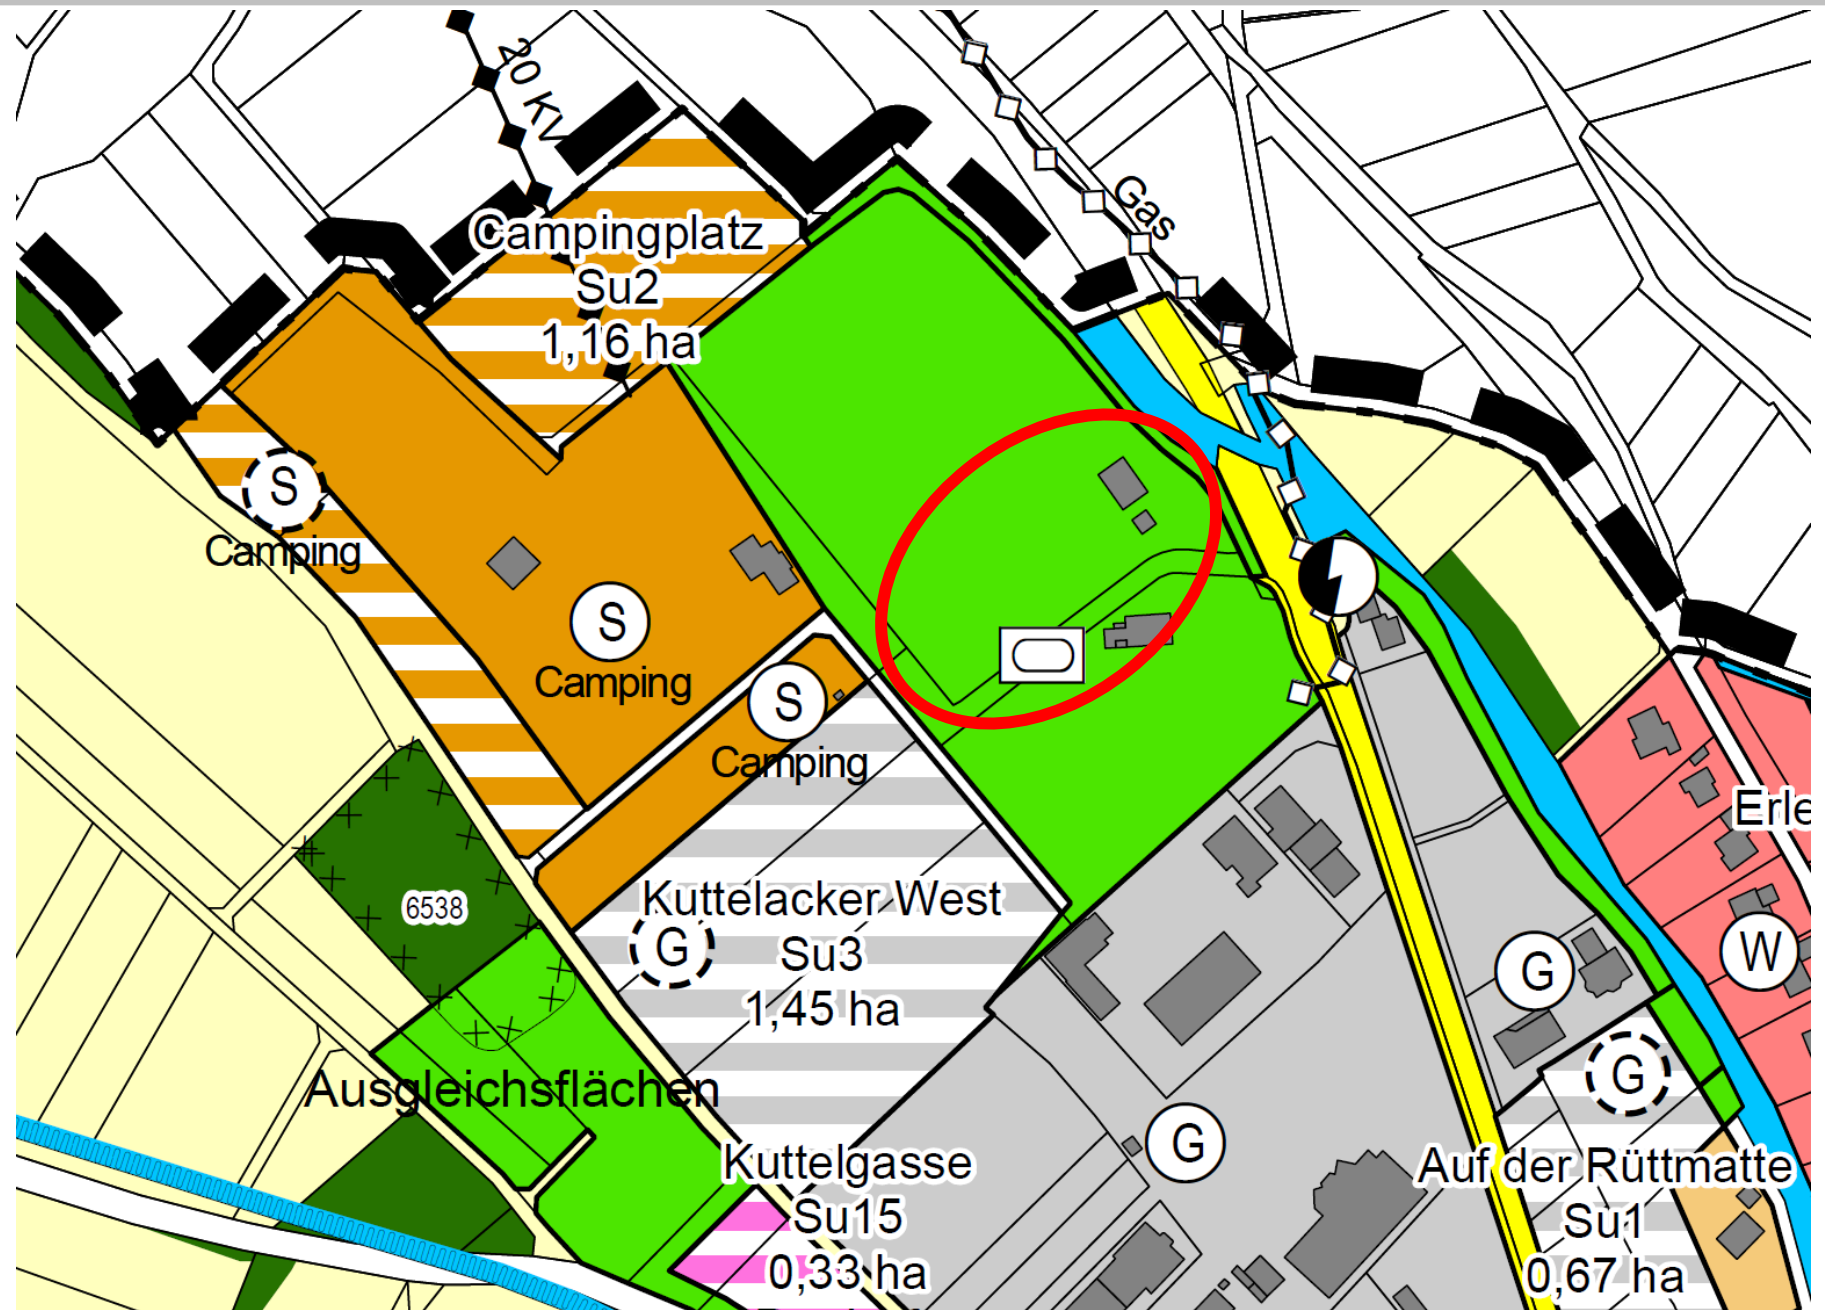 20 KV
Gas
Campingplatz
Su2
1,16 ha
S
Camping
S
Camping
S
Camping
Erle
6538
Kuttelacker West
G
Su3
1,45 ha
G
W
G
Ausgleichsflächen
G
Kuttelgasse
Su15
0,33 ha
Auf der Rüttmatte
Su1
0,67 ha